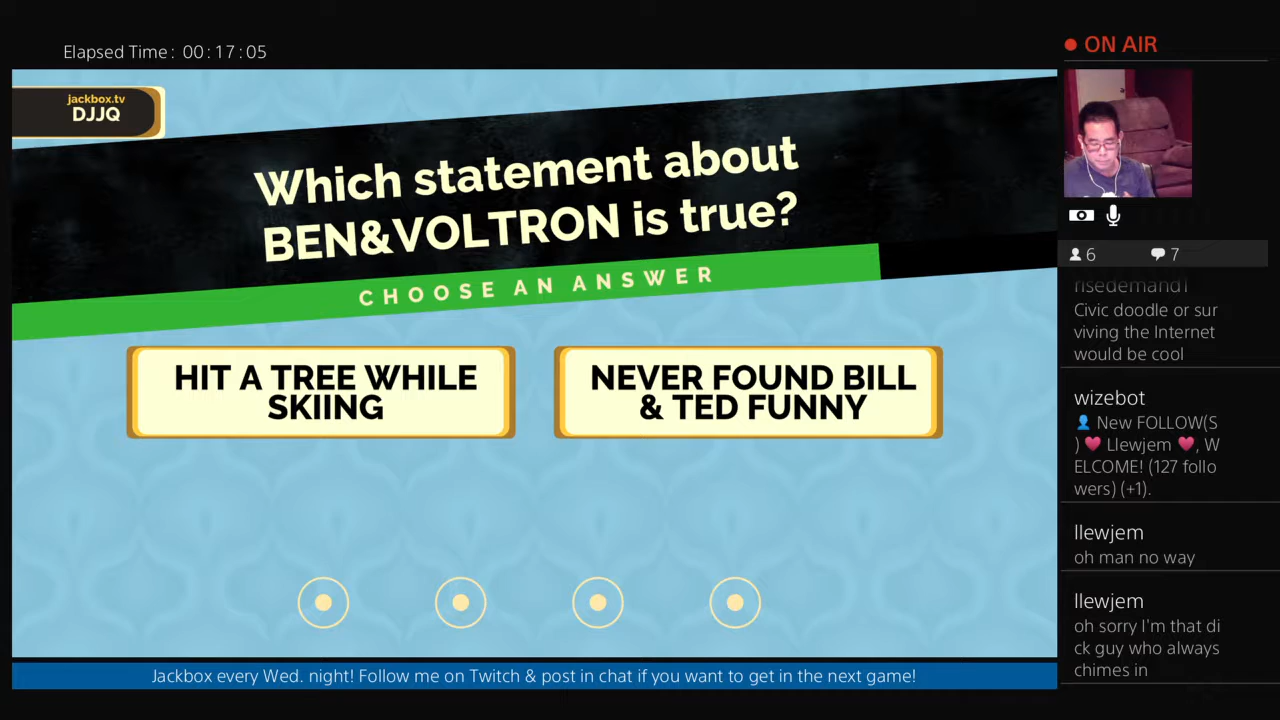 Elapsed Time: 00:17:05
ON AIR
jackbox.tv
DJJQ
Which statement about
BEN&VOLTRON is true?
CHOOSE AN ANSWER
HIT A TREE WHILE
SKIING
NEVER FOUND BILL
& TED FUNNY
6
7
risedemand1
Civic doodle or sur
viving the Internet
would be cool
wizebot
👤 New FOLLOW(S
) 💗 Llewjem 💗, W
ELCOME! (127 follo
wers) (+1).
llewjem
oh man no way
llewjem
oh sorry I'm that di
ck guy who always
chimes in
Jackbox every Wed. night! Follow me on Twitch & post in chat if you want to get in the next game!